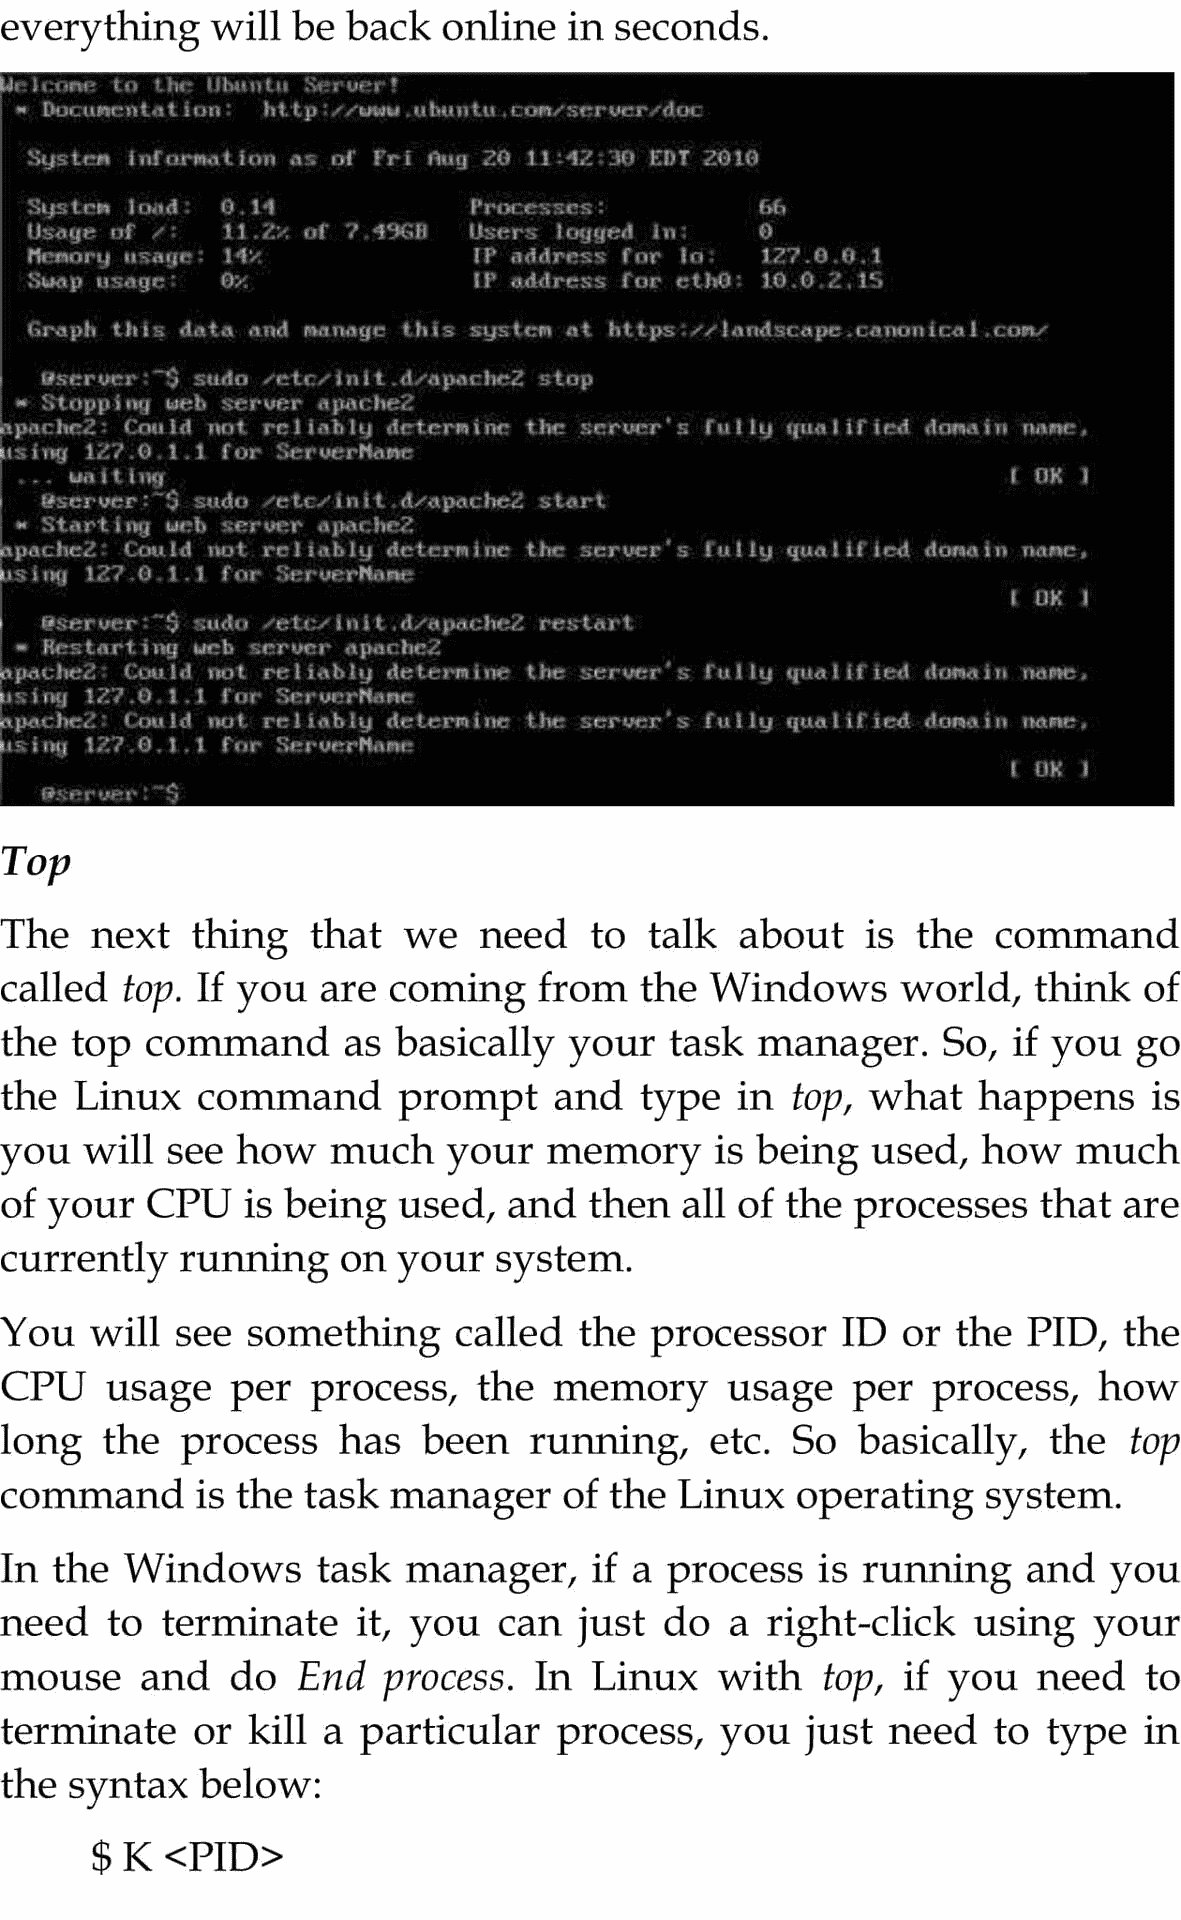 everything will be back online in seconds.
Welcome to the Ubuntu Server!
* Documentation: http://www.ubuntu.com/server/doc
System information as of Fri Aug 20 11:42:30 EDT 2010
System load: 0.14 Processes: 66
Usage of /: 11.2% of 7.49GB Users logged in: 0
Memory usage: 14% IP address for lo: 127.0.0.1
Swap usage: 0% IP address for eth0: 10.0.2.15
Graph this data and manage this system at https://landscape.canonical.com/
@server:~$ sudo /etc/init.d/apache2 stop
* Stopping web server apache2
apache2: Could not reliably determine the server's fully qualified domain name,
using 127.0.1.1 for ServerName
... waiting [ OK ]
@server:~$ sudo /etc/init.d/apache2 start
* Starting web server apache2
apache2: Could not reliably determine the server's fully qualified domain name,
using 127.0.1.1 for ServerName
[ OK ]
@server:~$ sudo /etc/init.d/apache2 restart
* Restarting web server apache2
apache2: Could not reliably determine the server's fully qualified domain name,
using 127.0.1.1 for ServerName
apache2: Could not reliably determine the server's fully qualified domain name,
using 127.0.1.1 for ServerName
[ OK ]
@server:~$
Top
The next thing that we need to talk about is the command
called top. If you are coming from the Windows world, think of
the top command as basically your task manager. So, if you go
the Linux command prompt and type in top, what happens is
you will see how much your memory is being used, how much
of your CPU is being used, and then all of the processes that are
currently running on your system.
You will see something called the processor ID or the PID, the
CPU usage per process, the memory usage per process, how
long the process has been running, etc. So basically, the top
command is the task manager of the Linux operating system.
In the Windows task manager, if a process is running and you
need to terminate it, you can just do a right-click using your
mouse and do End process. In Linux with top, if you need to
terminate or kill a particular process, you just need to type in
the syntax below:
$ K <PID>